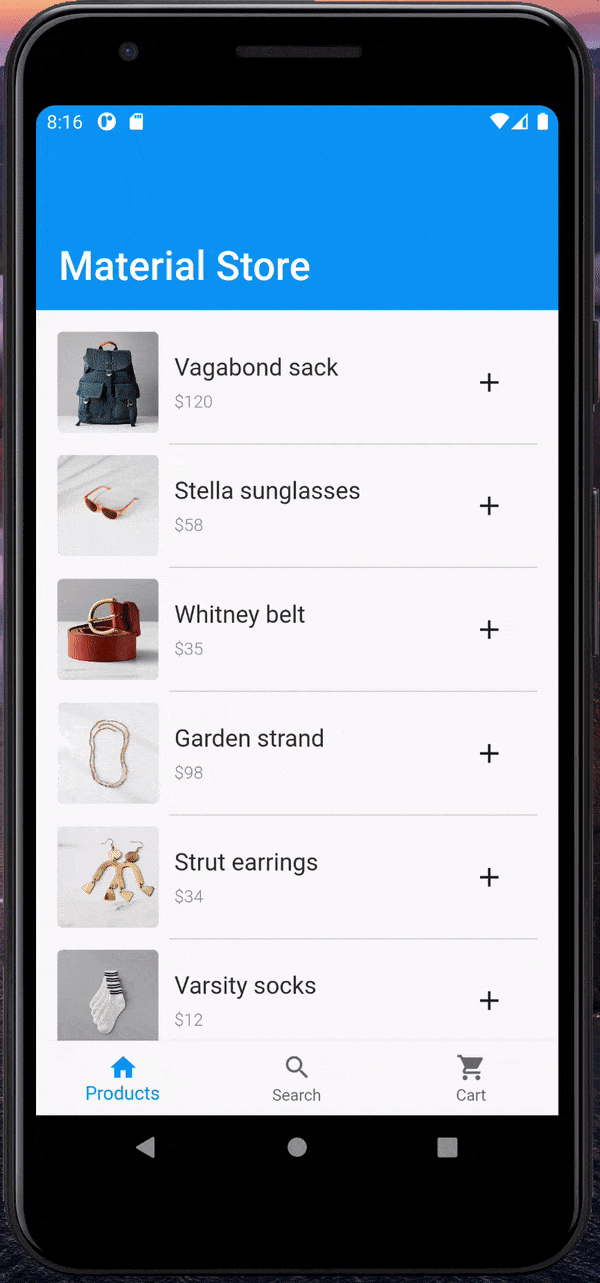 8:16
Material Store
Vagabond sack
$120
Stella sunglasses
$58
Whitney belt
$35
Garden strand
$98
Strut earrings
$34
Varsity socks
$12
Products
Search
Cart